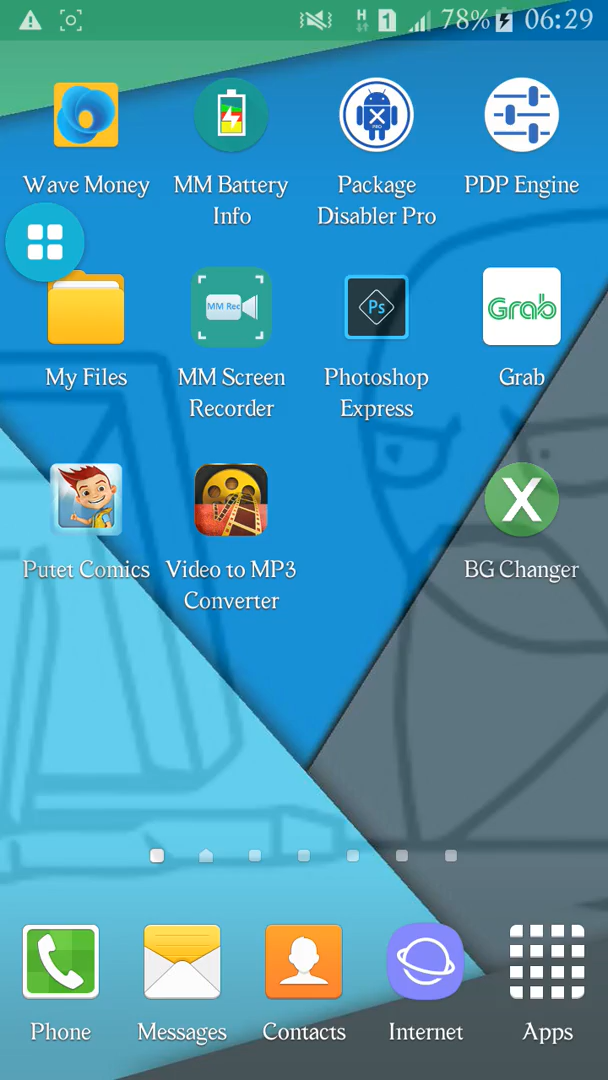 H 1 78% 06:29
Wave Money
MM Battery
Info
Package
Disabler Pro
PDP Engine
X
PRO
My Files
MM Rec
MM Screen
Recorder
Ps
Photoshop
Express
Grab
Grab
Putet Comics
Video to MP3
Converter
X
BG Changer
Phone
Messages
Contacts
Internet
Apps